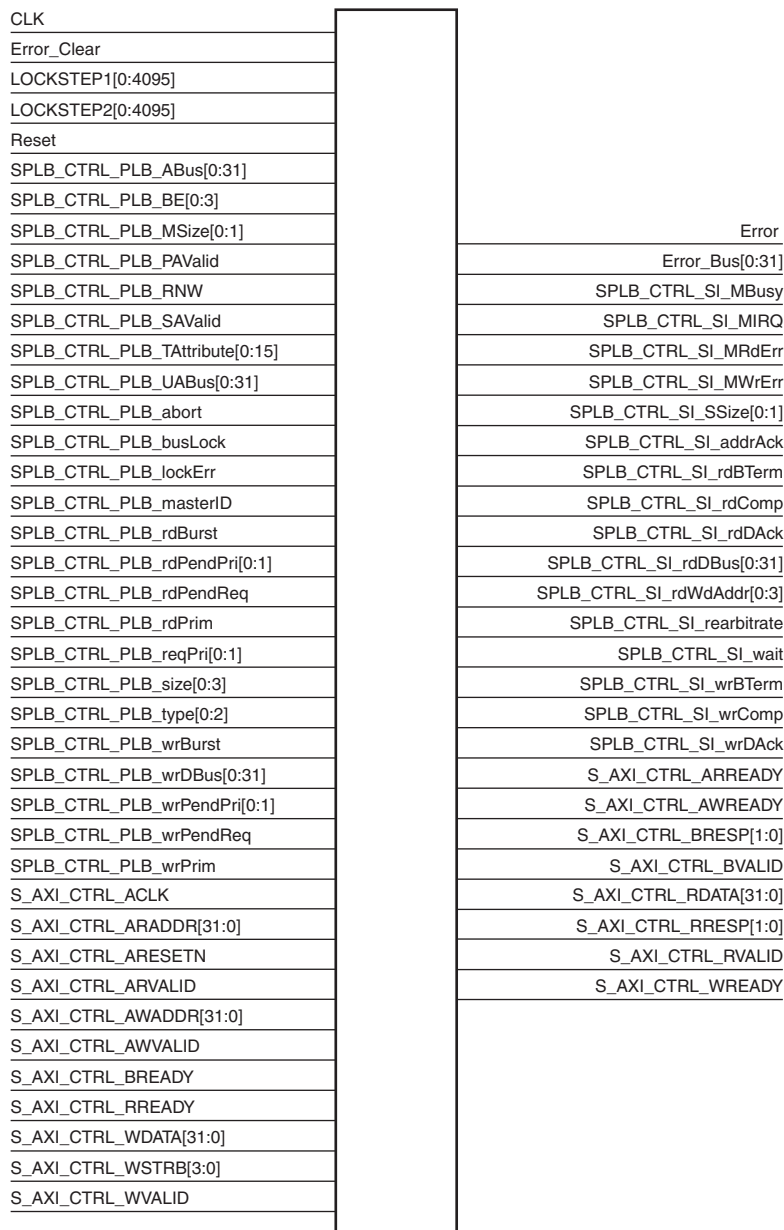 CLK
Error_Clear
LOCKSTEP1[0:4095]
LOCKSTEP2[0:4095]
Reset
SPLB_CTRL_PLB_ABus[0:31]
SPLB_CTRL_PLB_BE[0:3]
SPLB_CTRL_PLB_MSize[0:1]
SPLB_CTRL_PLB_PAValid
SPLB_CTRL_PLB_RNW
SPLB_CTRL_PLB_SAValid
SPLB_CTRL_PLB_TAttribute[0:15]
SPLB_CTRL_PLB_UABus[0:31]
SPLB_CTRL_PLB_abort
SPLB_CTRL_PLB_busLock
SPLB_CTRL_PLB_lockErr
SPLB_CTRL_PLB_masterID
SPLB_CTRL_PLB_rdBurst
SPLB_CTRL_PLB_rdPendPri[0:1]
SPLB_CTRL_PLB_rdPendReq
SPLB_CTRL_PLB_rdPrim
SPLB_CTRL_PLB_reqPri[0:1]
SPLB_CTRL_PLB_size[0:3]
SPLB_CTRL_PLB_type[0:2]
SPLB_CTRL_PLB_wrBurst
SPLB_CTRL_PLB_wrDBus[0:31]
SPLB_CTRL_PLB_wrPendPri[0:1]
SPLB_CTRL_PLB_wrPendReq
SPLB_CTRL_PLB_wrPrim
S_AXI_CTRL_ACLK
S_AXI_CTRL_ARADDR[31:0]
S_AXI_CTRL_ARESETN
S_AXI_CTRL_ARVALID
S_AXI_CTRL_AWADDR[31:0]
S_AXI_CTRL_AWVALID
S_AXI_CTRL_BREADY
S_AXI_CTRL_RREADY
S_AXI_CTRL_WDATA[31:0]
S_AXI_CTRL_WSTRB[3:0]
S_AXI_CTRL_WVALID
Error
Error_Bus[0:31]
SPLB_CTRL_SI_MBusy
SPLB_CTRL_SI_MIRQ
SPLB_CTRL_SI_MRdErr
SPLB_CTRL_SI_MWrErr
SPLB_CTRL_SI_SSize[0:1]
SPLB_CTRL_SI_addrAck
SPLB_CTRL_SI_rdBTerm
SPLB_CTRL_SI_rdComp
SPLB_CTRL_SI_rdDAck
SPLB_CTRL_SI_rdDBus[0:31]
SPLB_CTRL_SI_rdWdAddr[0:3]
SPLB_CTRL_SI_rearbitrate
SPLB_CTRL_SI_wait
SPLB_CTRL_SI_wrBTerm
SPLB_CTRL_SI_wrComp
SPLB_CTRL_SI_wrDAck
S_AXI_CTRL_ARREADY
S_AXI_CTRL_AWREADY
S_AXI_CTRL_BRESP[1:0]
S_AXI_CTRL_BVALID
S_AXI_CTRL_RDATA[31:0]
S_AXI_CTRL_RRESP[1:0]
S_AXI_CTRL_RVALID
S_AXI_CTRL_WREADY